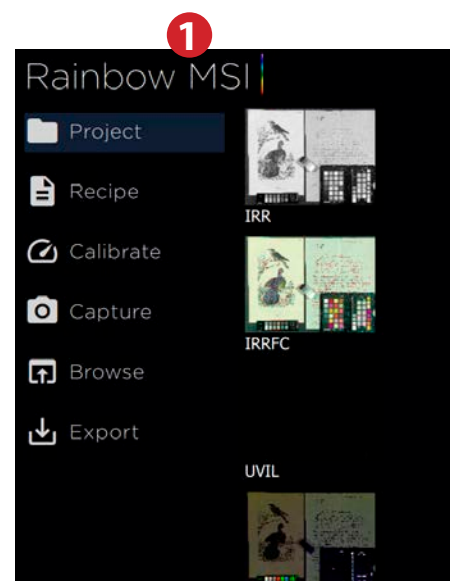 1
Rainbow MSI
Project
Recipe
Calibrate
Capture
Browse
Export
IRR
IRRFC
UVIL